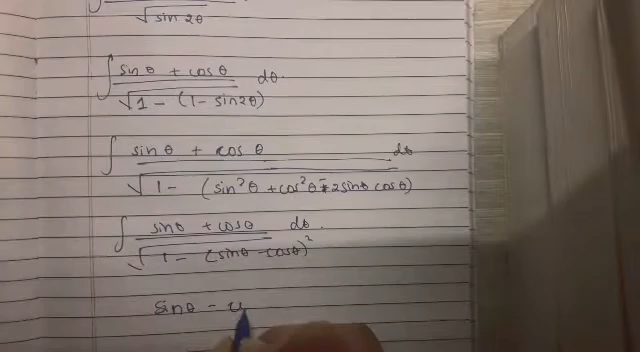 ∫ √sin 2θ
∫ sin θ + cos θ / √1 - (1 - sin2θ) dθ.
∫ sin θ + cos θ / √1 - (sin²θ + cos²θ - 2sinθ cosθ) dθ
∫ sinθ + cosθ / √1 - (sinθ - cosθ)² dθ.
sinθ - u